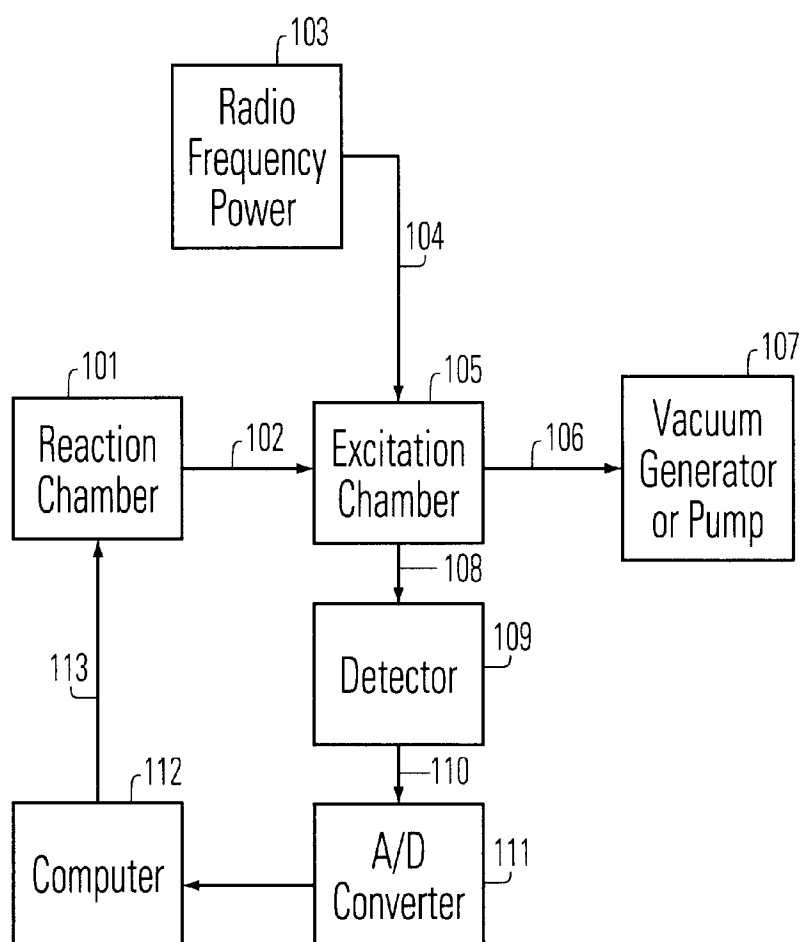 103
Radio
Frequency
Power
104
101
Reaction
Chamber
102
105
Excitation
Chamber
106
107
Vacuum
Generator
or Pump
108
109
Detector
113
110
112
Computer
A/D
Converter
111